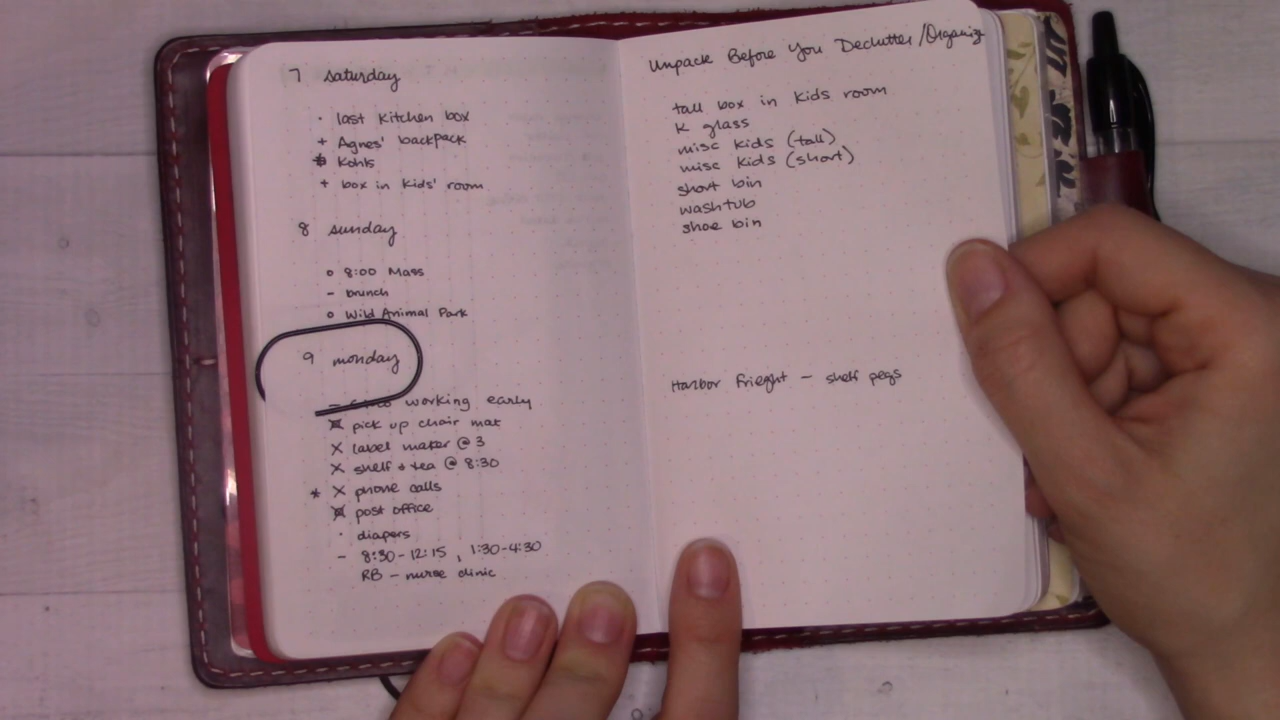 7 saturday
· last kitchen box
+ Agnes' backpack
Kohls
+ box in kids' room
8 sunday
o 8:00 Mass
- brunch
o Wild Animal Park
9 monday
working early
pick up chair mat
X label maker @ 3
X shelf + tea @ 8:30
* X phone calls
post office
· diapers
- 8:30-12:15, 1:30-4:30
RB - nurse clinic
Unpack Before You Declutter/Organize
tall box in kids room
K glass
misc kids (tall)
misc kids (short)
short bin
washtub
shoe bin
Harbor Frieght - shelf pegs